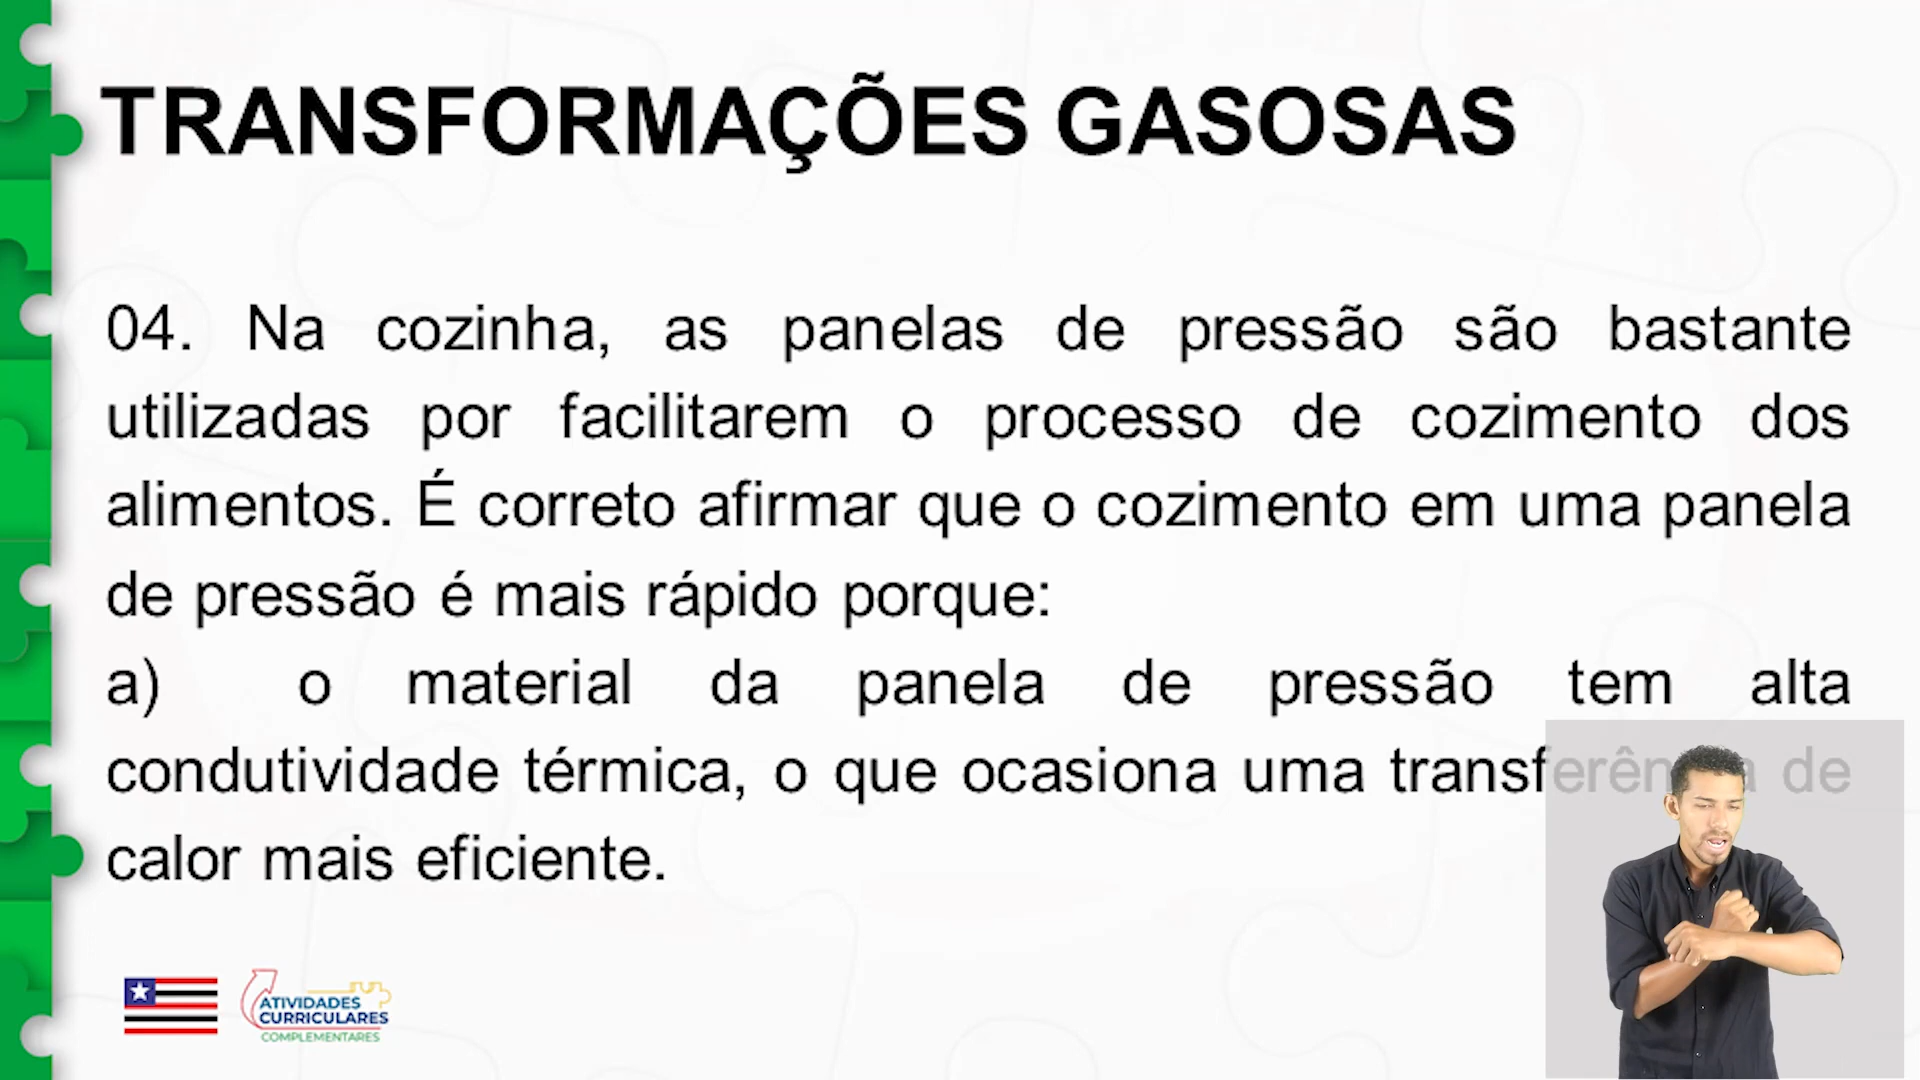 TRANSFORMAÇÕES GASOSAS
04. Na cozinha, as panelas de pressão são bastante
utilizadas por facilitarem o processo de cozimento dos
alimentos. É correto afirmar que o cozimento em uma panela
de pressão é mais rápido porque:
a) o material da panela de pressão tem alta
condutividade térmica, o que ocasiona uma transferência de
calor mais eficiente.
ATIVIDADES
CURRICULARES
COMPLEMENTARES